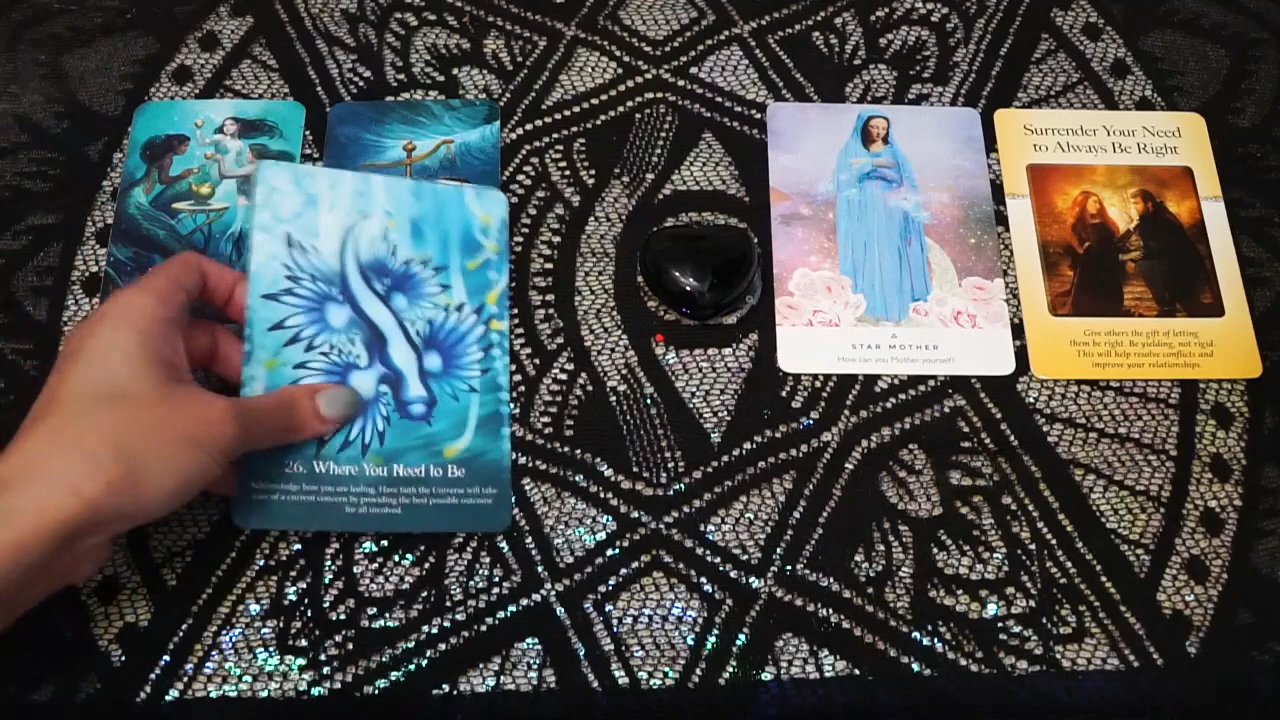 26. Where You Need to Be
Acknowledge how you are feeling. Have faith the Universe will take
care of a current concern by providing the best possible outcome
for all involved.
STAR MOTHER
How can you Mother yourself?
Surrender Your Need
to Always Be Right
Give others the gift of letting
them be right. Be yielding, not rigid.
This will help resolve conflicts and
improve your relationships.